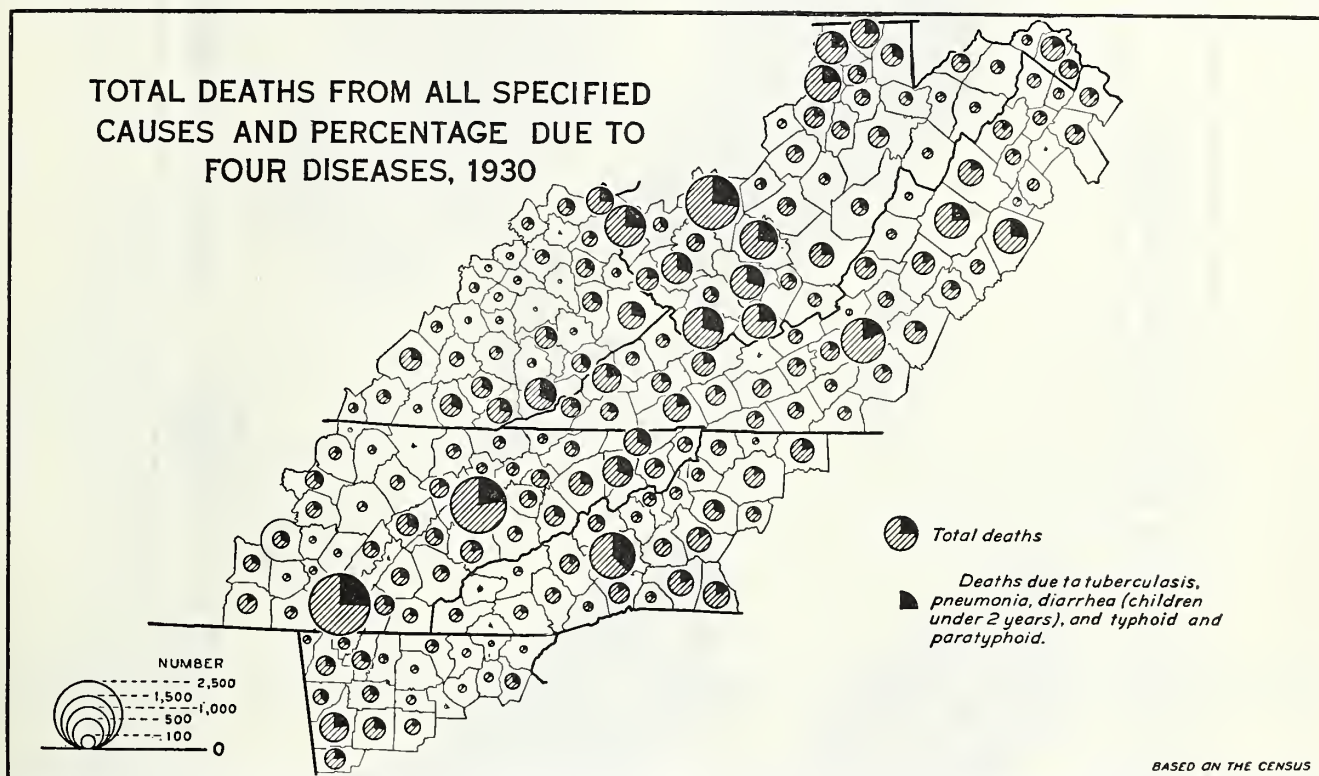 TOTAL DEATHS FROM ALL SPECIFIED
CAUSES AND PERCENTAGE DUE TO
FOUR DISEASES, 1930
Total deaths
Deaths due to tuberculosis,
pneumonia, diarrhea (children
under 2 years), and typhoid and
paratyphoid.
NUMBER
2,500
1,500
1,000
500
100
0
BASED ON THE CENSUS